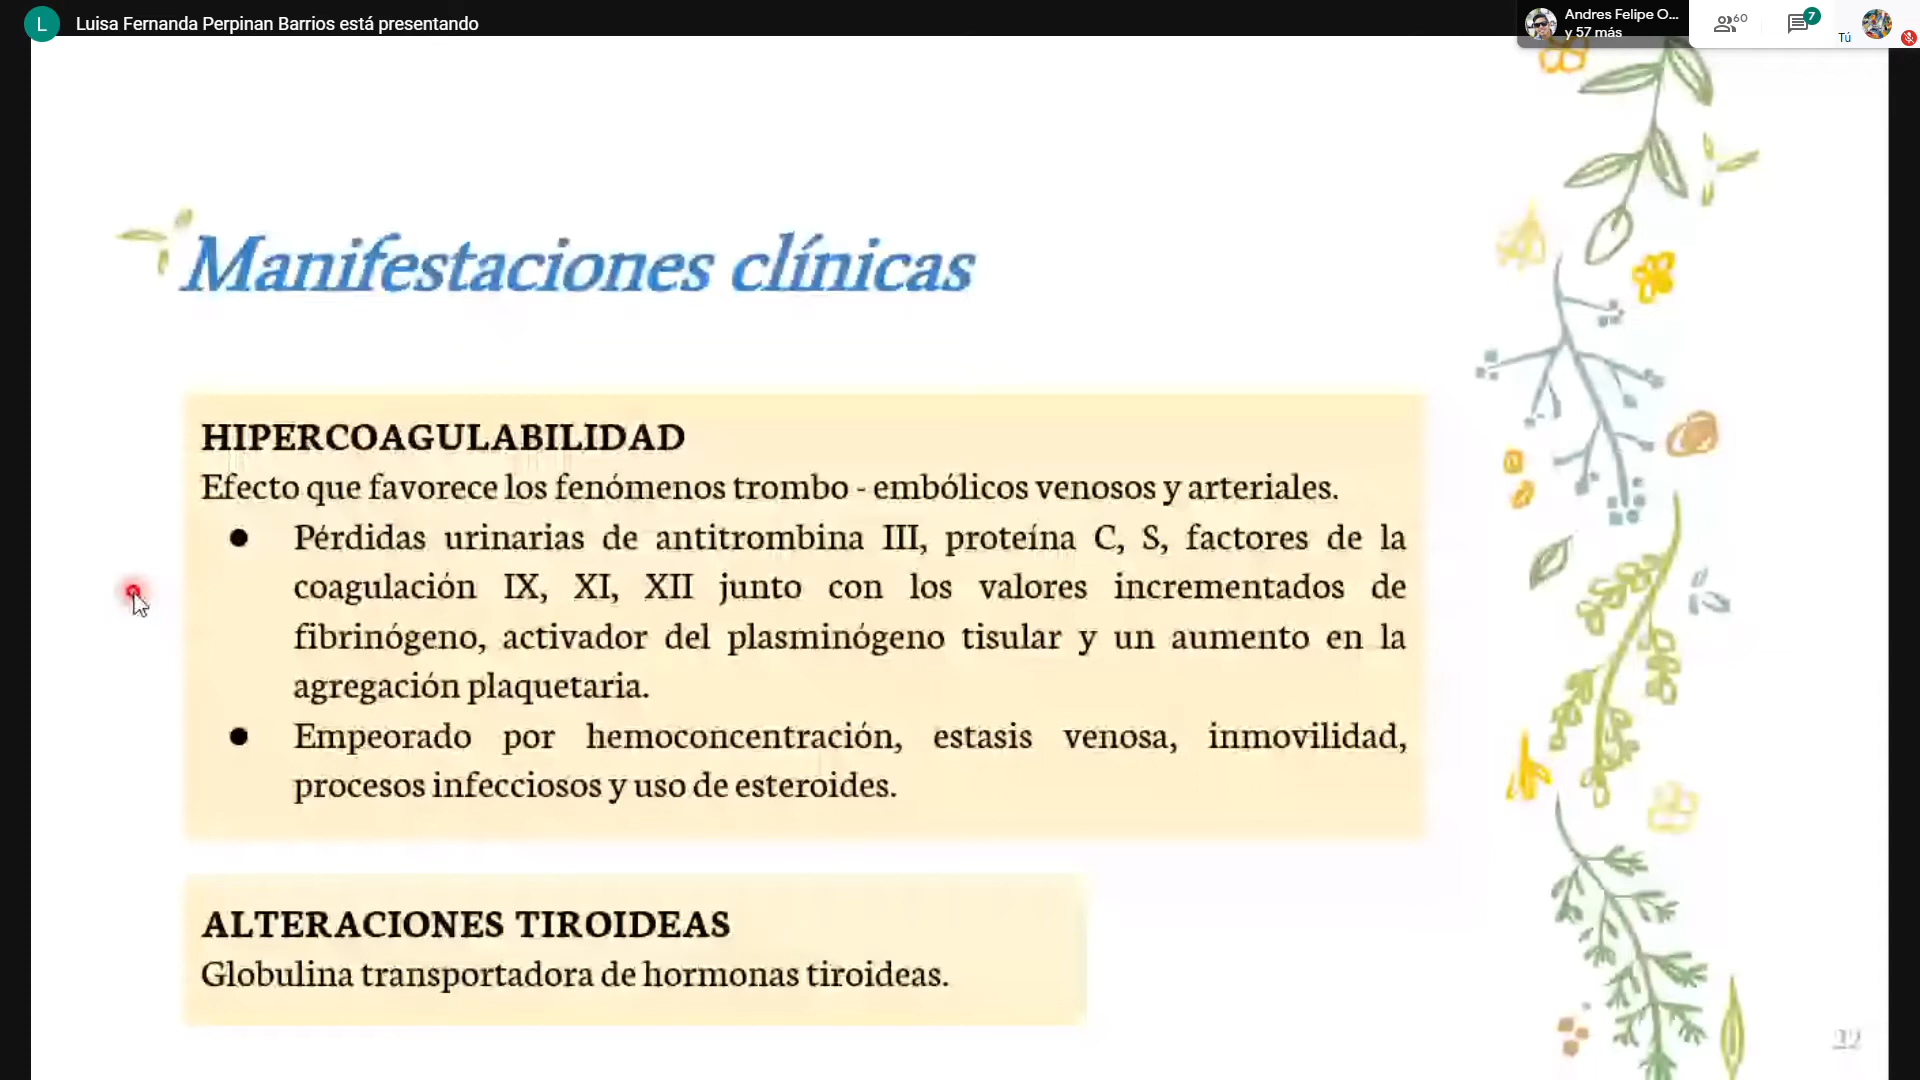 L Luisa Fernanda Perpinan Barrios está presentando
Andres Felipe O...
y 57 más
60
7
Tú
Manifestaciones clínicas
HIPERCOAGULABILIDAD
Efecto que favorece los fenómenos trombo - embólicos venosos y arteriales.
● Pérdidas urinarias de antitrombina III, proteína C, S, factores de la
coagulación IX, XI, XII junto con los valores incrementados de
fibrinógeno, activador del plasminógeno tisular y un aumento en la
agregación plaquetaria.
● Empeorado por hemoconcentración, estasis venosa, inmovilidad,
procesos infecciosos y uso de esteroides.
ALTERACIONES TIROIDEAS
Globulina transportadora de hormonas tiroideas.